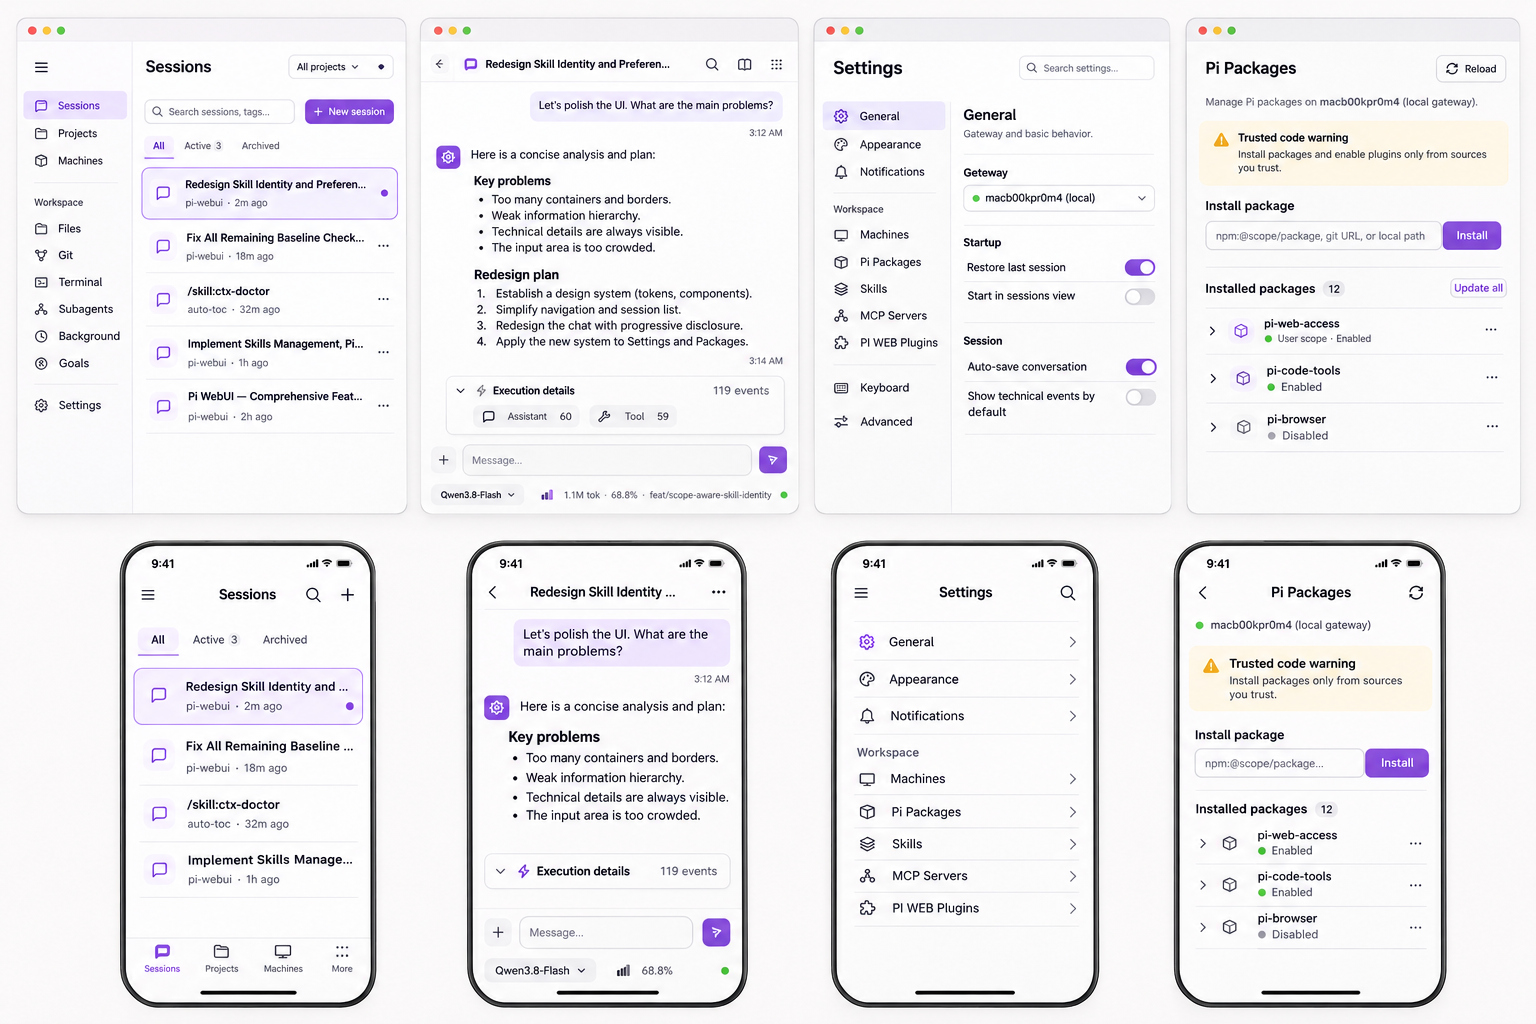 Sessions
All projects
Sessions
Projects
Machines
Workspace
Files
Git
Terminal
Subagents
Background
Goals
Settings
Search sessions, tags...
+ New session
All
Active 3
Archived
Redesign Skill Identity and Preferen...
pi-webui · 2m ago
Fix All Remaining Baseline Check...
pi-webui · 18m ago
/skill:ctx-doctor
auto-toc · 32m ago
Implement Skills Management, Pi...
pi-webui · 1h ago
Pi WebUI — Comprehensive Feat...
pi-webui · 2h ago
Redesign Skill Identity and Preferen...
Let's polish the UI. What are the main problems?
3:12 AM
Here is a concise analysis and plan:
Key problems
• Too many containers and borders.
• Weak information hierarchy.
• Technical details are always visible.
• The input area is too crowded.
Redesign plan
1. Establish a design system (tokens, components).
2. Simplify navigation and session list.
3. Redesign the chat with progressive disclosure.
4. Apply the new system to Settings and Packages.
3:14 AM
Execution details
119 events
Assistant 60
Tool 59
Message...
Qwen3.8-Flash
1.1M tok · 68.8% · feat/scope-aware-skill-identity
Settings
Search settings...
General
Appearance
Notifications
Workspace
Machines
Pi Packages
Skills
MCP Servers
PI WEB Plugins
Keyboard
Advanced
General
Gateway and basic behavior.
Geteway
macb00kpr0m4 (local)
Startup
Restore last session
Start in sessions view
Session
Auto-save conversation
Show technical events by
default
Pi Packages
Reload
Manage Pi packages on macb00kpr0m4 (local gateway).
Trusted code warning
Install packages and enable plugins only from sources
you trust.
Install package
npm:@scope/package, git URL, or local path
Install
Installed packages 12
Update all
pi-web-access
User scope · Enabled
pi-code-tools
Enabled
pi-browser
Disabled
9:41
Sessions
All
Active 3
Archived
Redesign Skill Identity and ...
pi-webui · 2m ago
Fix All Remaining Baseline ...
pi-webui · 18m ago
/skill:ctx-doctor
auto-toc · 32m ago
Implement Skills Manage...
pi-webui · 1h ago
Sessions
Projects
Machines
More
9:41
Redesign Skill Identity ...
Let's polish the UI. What are the
main problems?
3:12 AM
Here is a concise analysis and plan:
Key problems
• Too many containers and borders.
• Weak information hierarchy.
• Technical details are always visible.
• The input area is too crowded.
Execution details
119 events
Message...
Qwen3.8-Flash
68.8%
9:41
Settings
General
Appearance
Notifications
Workspace
Machines
Pi Packages
Skills
MCP Servers
PI WEB Plugins
9:41
Pi Packages
macb00kpr0m4 (local gateway)
Trusted code warning
Install packages only from sources
you trust.
Install package
npm:@scope/package...
Install
Installed packages 12
pi-web-access
Enabled
pi-code-tools
Enabled
pi-browser
Disabled